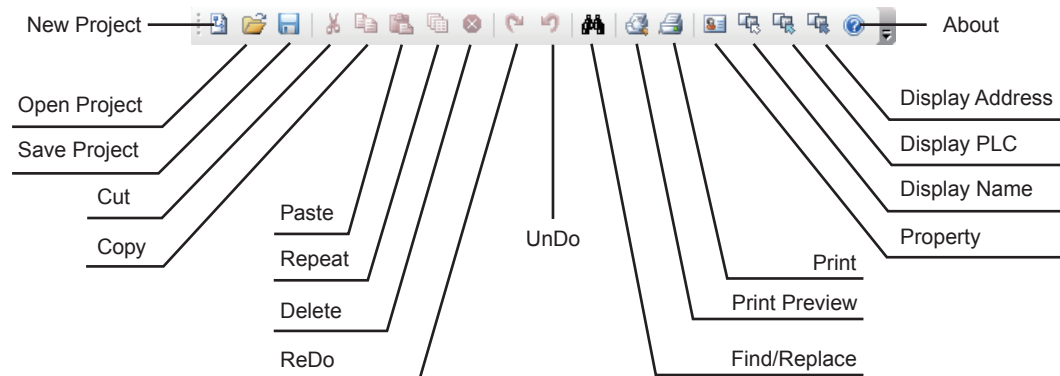 New Project
About
Open Project
Display Address
Save Project
Display PLC
Cut
Display Name
Paste
Copy
UnDo
Property
Repeat
Print
Print Preview
Delete
ReDo
Find/Replace